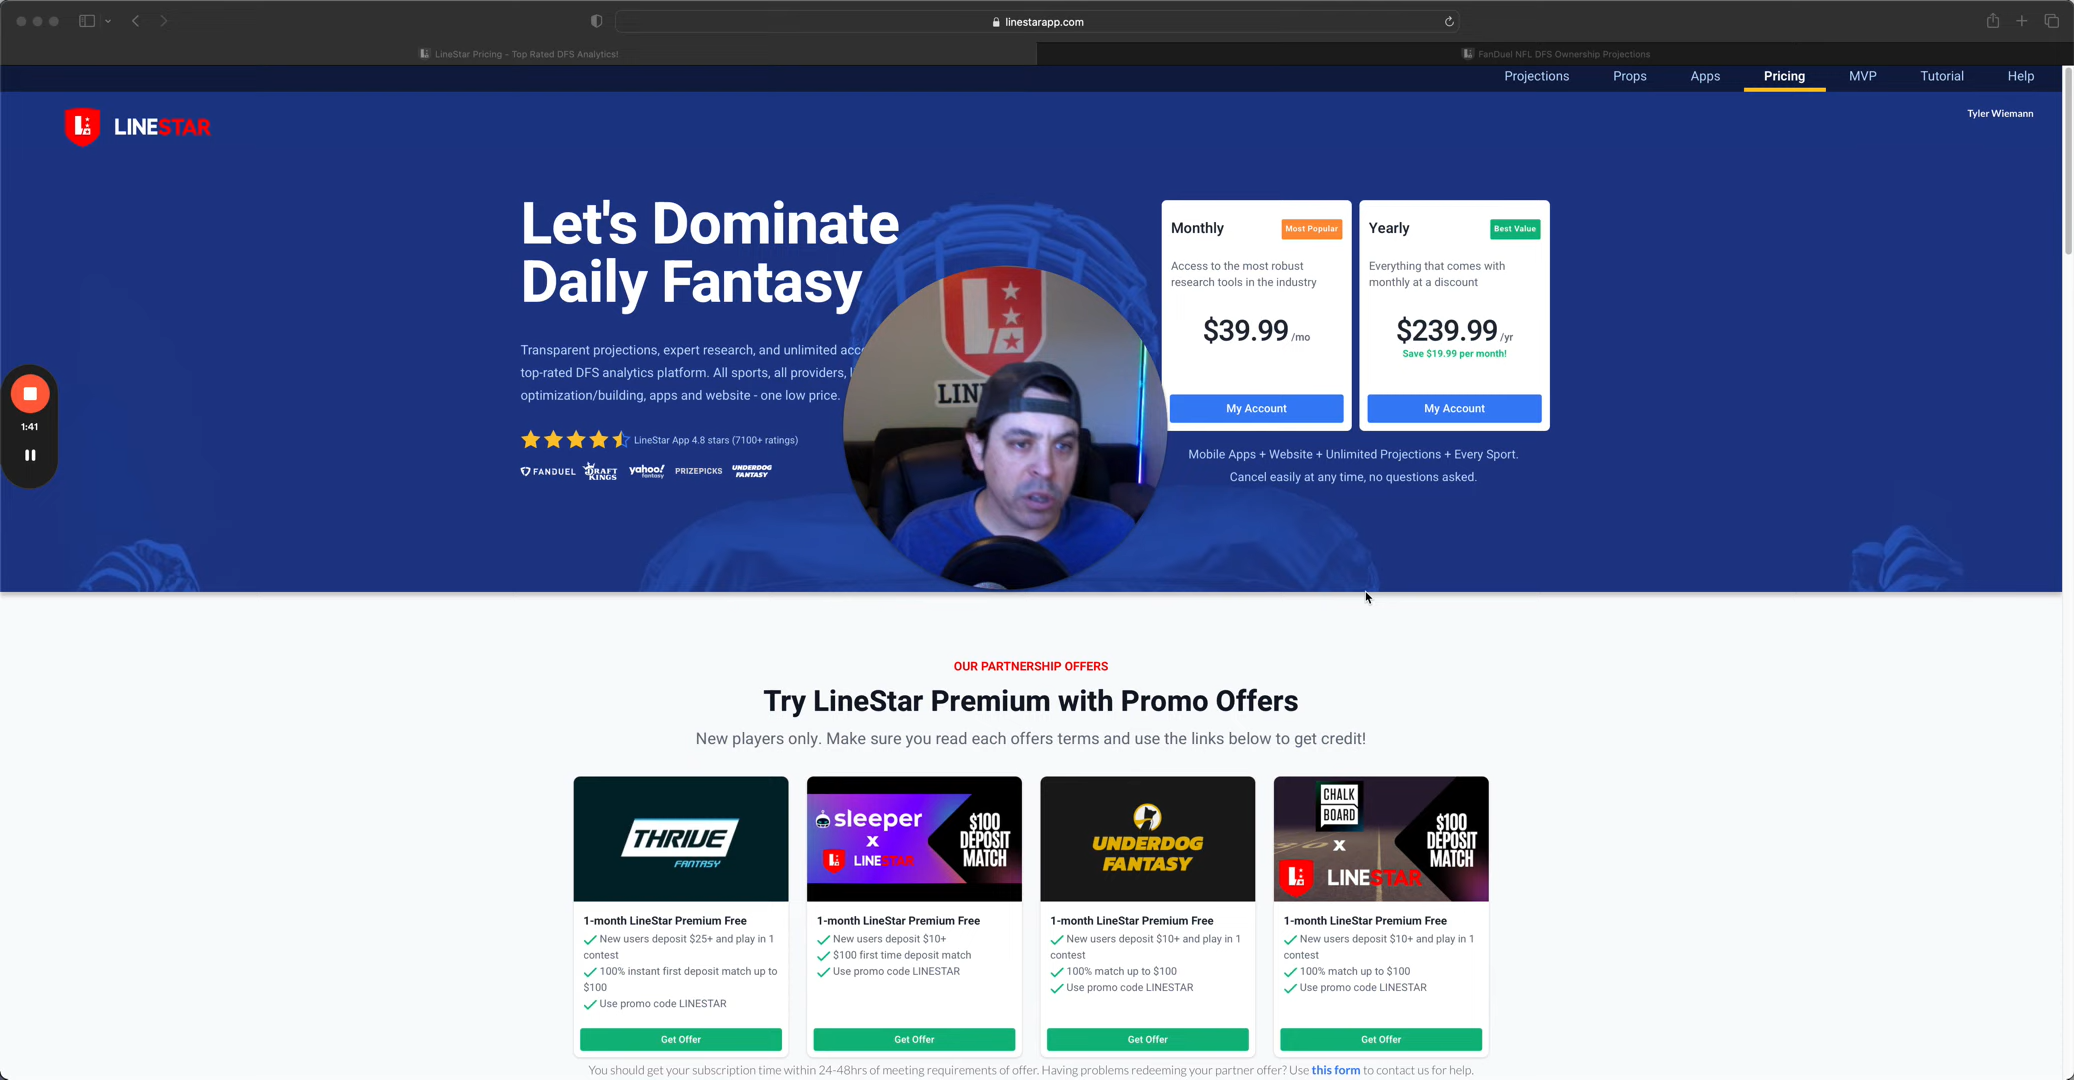 linestarapp.com
LineStar Pricing - Top Rated DFS Analytics!
FanDuel NFL DFS Ownership Projections
Projections
Props
Apps
Pricing
MVP
Tutorial
Help
LINESTAR
Tyler Wiemann
Let's Dominate
Daily Fantasy
Transparent projections, expert research, and unlimited
top-rated DFS analytics platform. All sports, all providers,
optimization/building, apps and website - one low price.
LineStar App 4.8 stars (7100+ ratings)
FANDUEL
DRAFT KINGS
yahoo! fantasy
PRIZEPICKS
UNDERDOG FANTASY
LIN
Monthly
Most Popular
Access to the most robust
research tools in the industry
$39.99 /mo
My Account
Yearly
Best Value
Everything that comes with
monthly at a discount
$239.99 /yr
Save $19.99 per month!
My Account
Mobile Apps + Website + Unlimited Projections + Every Sport.
Cancel easily at any time, no questions asked.
1:41
OUR PARTNERSHIP OFFERS
Try LineStar Premium with Promo Offers
New players only. Make sure you read each offers terms and use the links below to get credit!
THRIVE
FANTASY
1-month LineStar Premium Free
New users deposit $25+ and play in 1
contest
100% instant first deposit match up to
$100
Use promo code LINESTAR
Get Offer
sleeper
X
LINESTAR
$100
DEPOSIT
MATCH
1-month LineStar Premium Free
New users deposit $10+
$100 first time deposit match
Use promo code LINESTAR
Get Offer
UNDERDOG
FANTASY
1-month LineStar Premium Free
New users deposit $10+ and play in 1
contest
100% match up to $100
Use promo code LINESTAR
Get Offer
CHALK
BOARD
X
LINESTAR
$100
DEPOSIT
MATCH
1-month LineStar Premium Free
New users deposit $10+ and play in 1
contest
100% match up to $100
Use promo code LINESTAR
Get Offer
You should get your subscription time within 24-48hrs of meeting requirements of offer. Having problems redeeming your partner offer? Use this form to contact us for help.